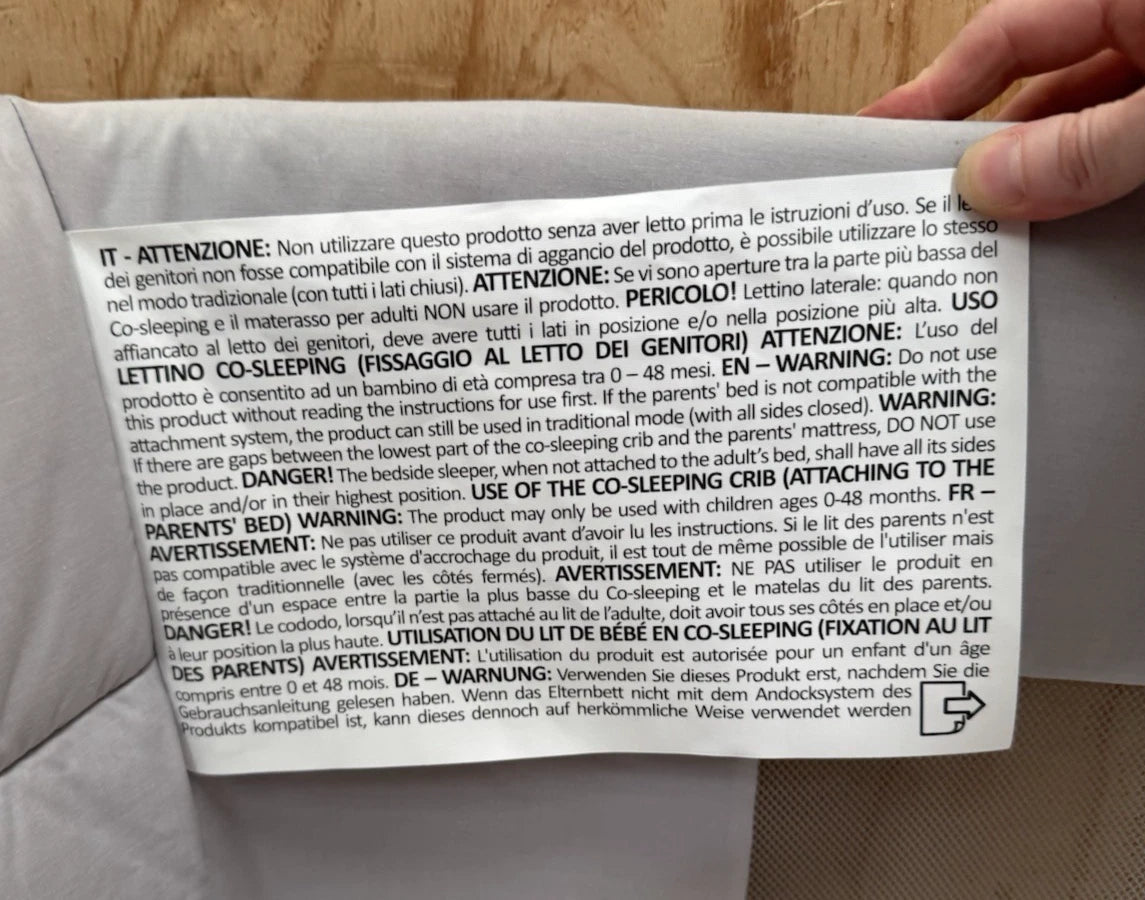 IT - ATTENZIONE: Non utilizzare questo prodotto senza aver letto prima le istruzioni d'uso. Se il
dei genitori non fosse compatibile con il sistema di aggancio del prodotto, è possibile utilizzare lo stesso
nel modo tradizionale (con tutti i lati chiusi). ATTENZIONE: Se vi sono aperture tra la parte più bassa del
Co-sleeping e il materasso per adulti NON usare il prodotto. PERICOLO! Lettino laterale: quando non
affiancato al letto dei genitori, deve avere tutti i lati in posizione e/o nella posizione più alta. USO
LETTINO CO-SLEEPING (FISSAGGIO AL LETTO DEI GENITORI) ATTENZIONE: L'uso del
prodotto è consentito ad un bambino di età compresa tra 0 – 48 mesi. EN – WARNING: Do not use
this product without reading the instructions for use first. If the parents' bed is not compatible with the
attachment system, the product can still be used in traditional mode (with all sides closed). WARNING:
If there are gaps between the lowest part of the co-sleeping crib and the parents' mattress, DO NOT use
the product. DANGER! The bedside sleeper, when not attached to the adult's bed, shall have all its sides
in place and/or in their highest position. USE OF THE CO-SLEEPING CRIB (ATTACHING TO THE
PARENTS' BED) WARNING: The product may only be used with children ages 0-48 months. FR –
AVERTISSEMENT: Ne pas utiliser ce produit avant d'avoir lu les instructions. Si le lit des parents n'est
pas compatible avec le système d'accrochage du produit, il est tout de même possible de l'utiliser mais
de façon traditionnelle (avec les côtés fermés). AVERTISSEMENT: NE PAS utiliser le produit en
présence d'un espace entre la partie la plus basse du Co-sleeping et le matelas du lit des parents.
DANGER! Le cododo, lorsqu'il n'est pas attaché au lit de l'adulte, doit avoir tous ses côtés en place et/ou
à leur position la plus haute. UTILISATION DU LIT DE BÉBÉ EN CO-SLEEPING (FIXATION AU LIT
DES PARENTS) AVERTISSEMENT: L'utilisation du produit est autorisée pour un enfant d'un âge
compris entre 0 et 48 mois. DE – WARNUNG: Verwenden Sie dieses Produkt erst, nachdem Sie die
Gebrauchsanleitung gelesen haben. Wenn das Elternbett nicht mit dem Andocksystem des
Produkts kompatibel ist, kann dieses dennoch auf herkömmliche Weise verwendet werden